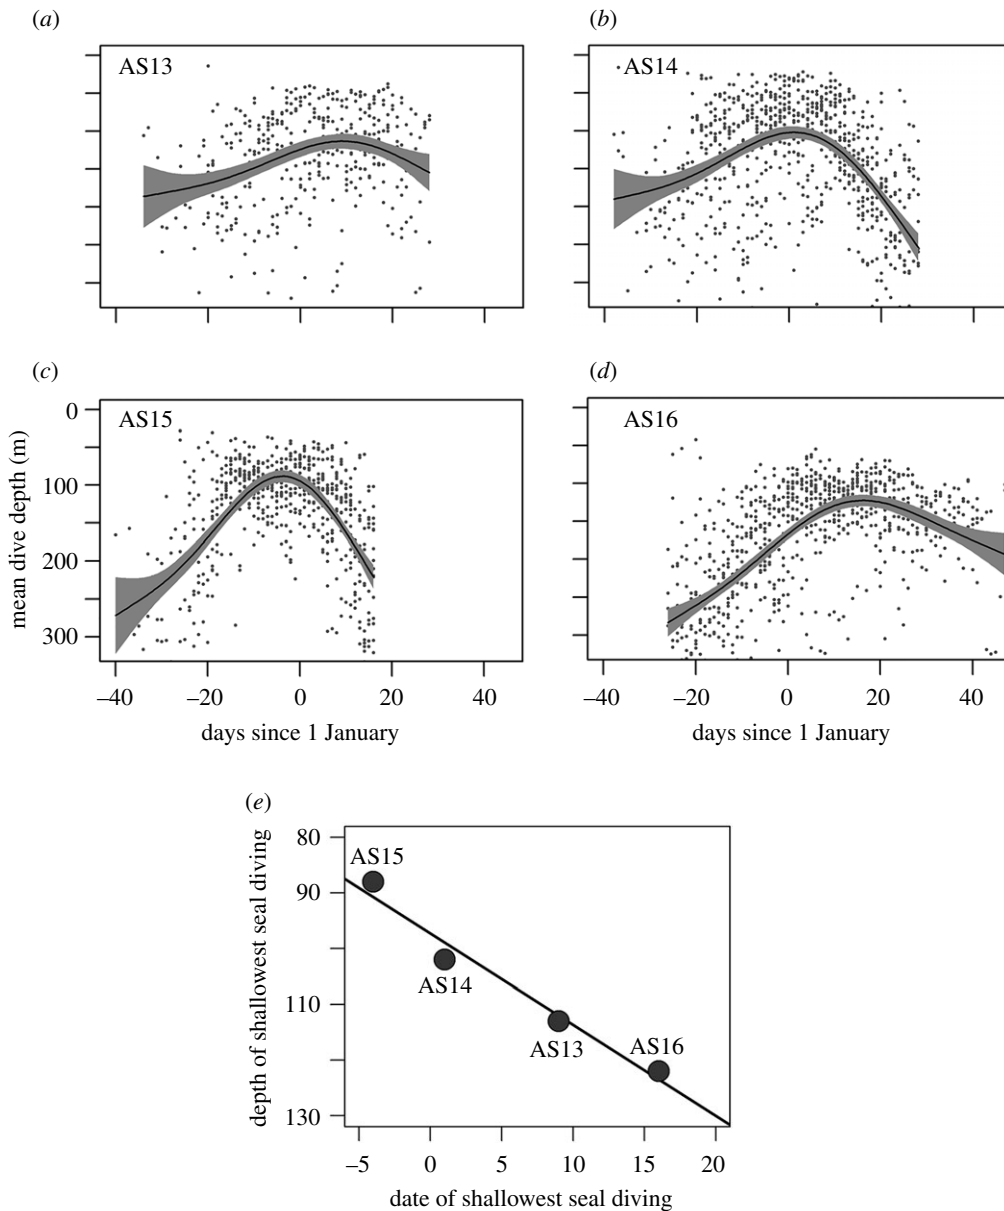 (a)
(b)
AS13
AS14
(c)
(d)
AS15
AS16
mean dive depth (m)
0
100
200
300
–40
–20
0
20
40
–40
–20
0
20
40
days since 1 January
days since 1 January
(e)
depth of shallowest seal diving
80
90
110
130
AS15
AS14
AS13
AS16
–5
0
5
10
15
20
date of shallowest seal diving